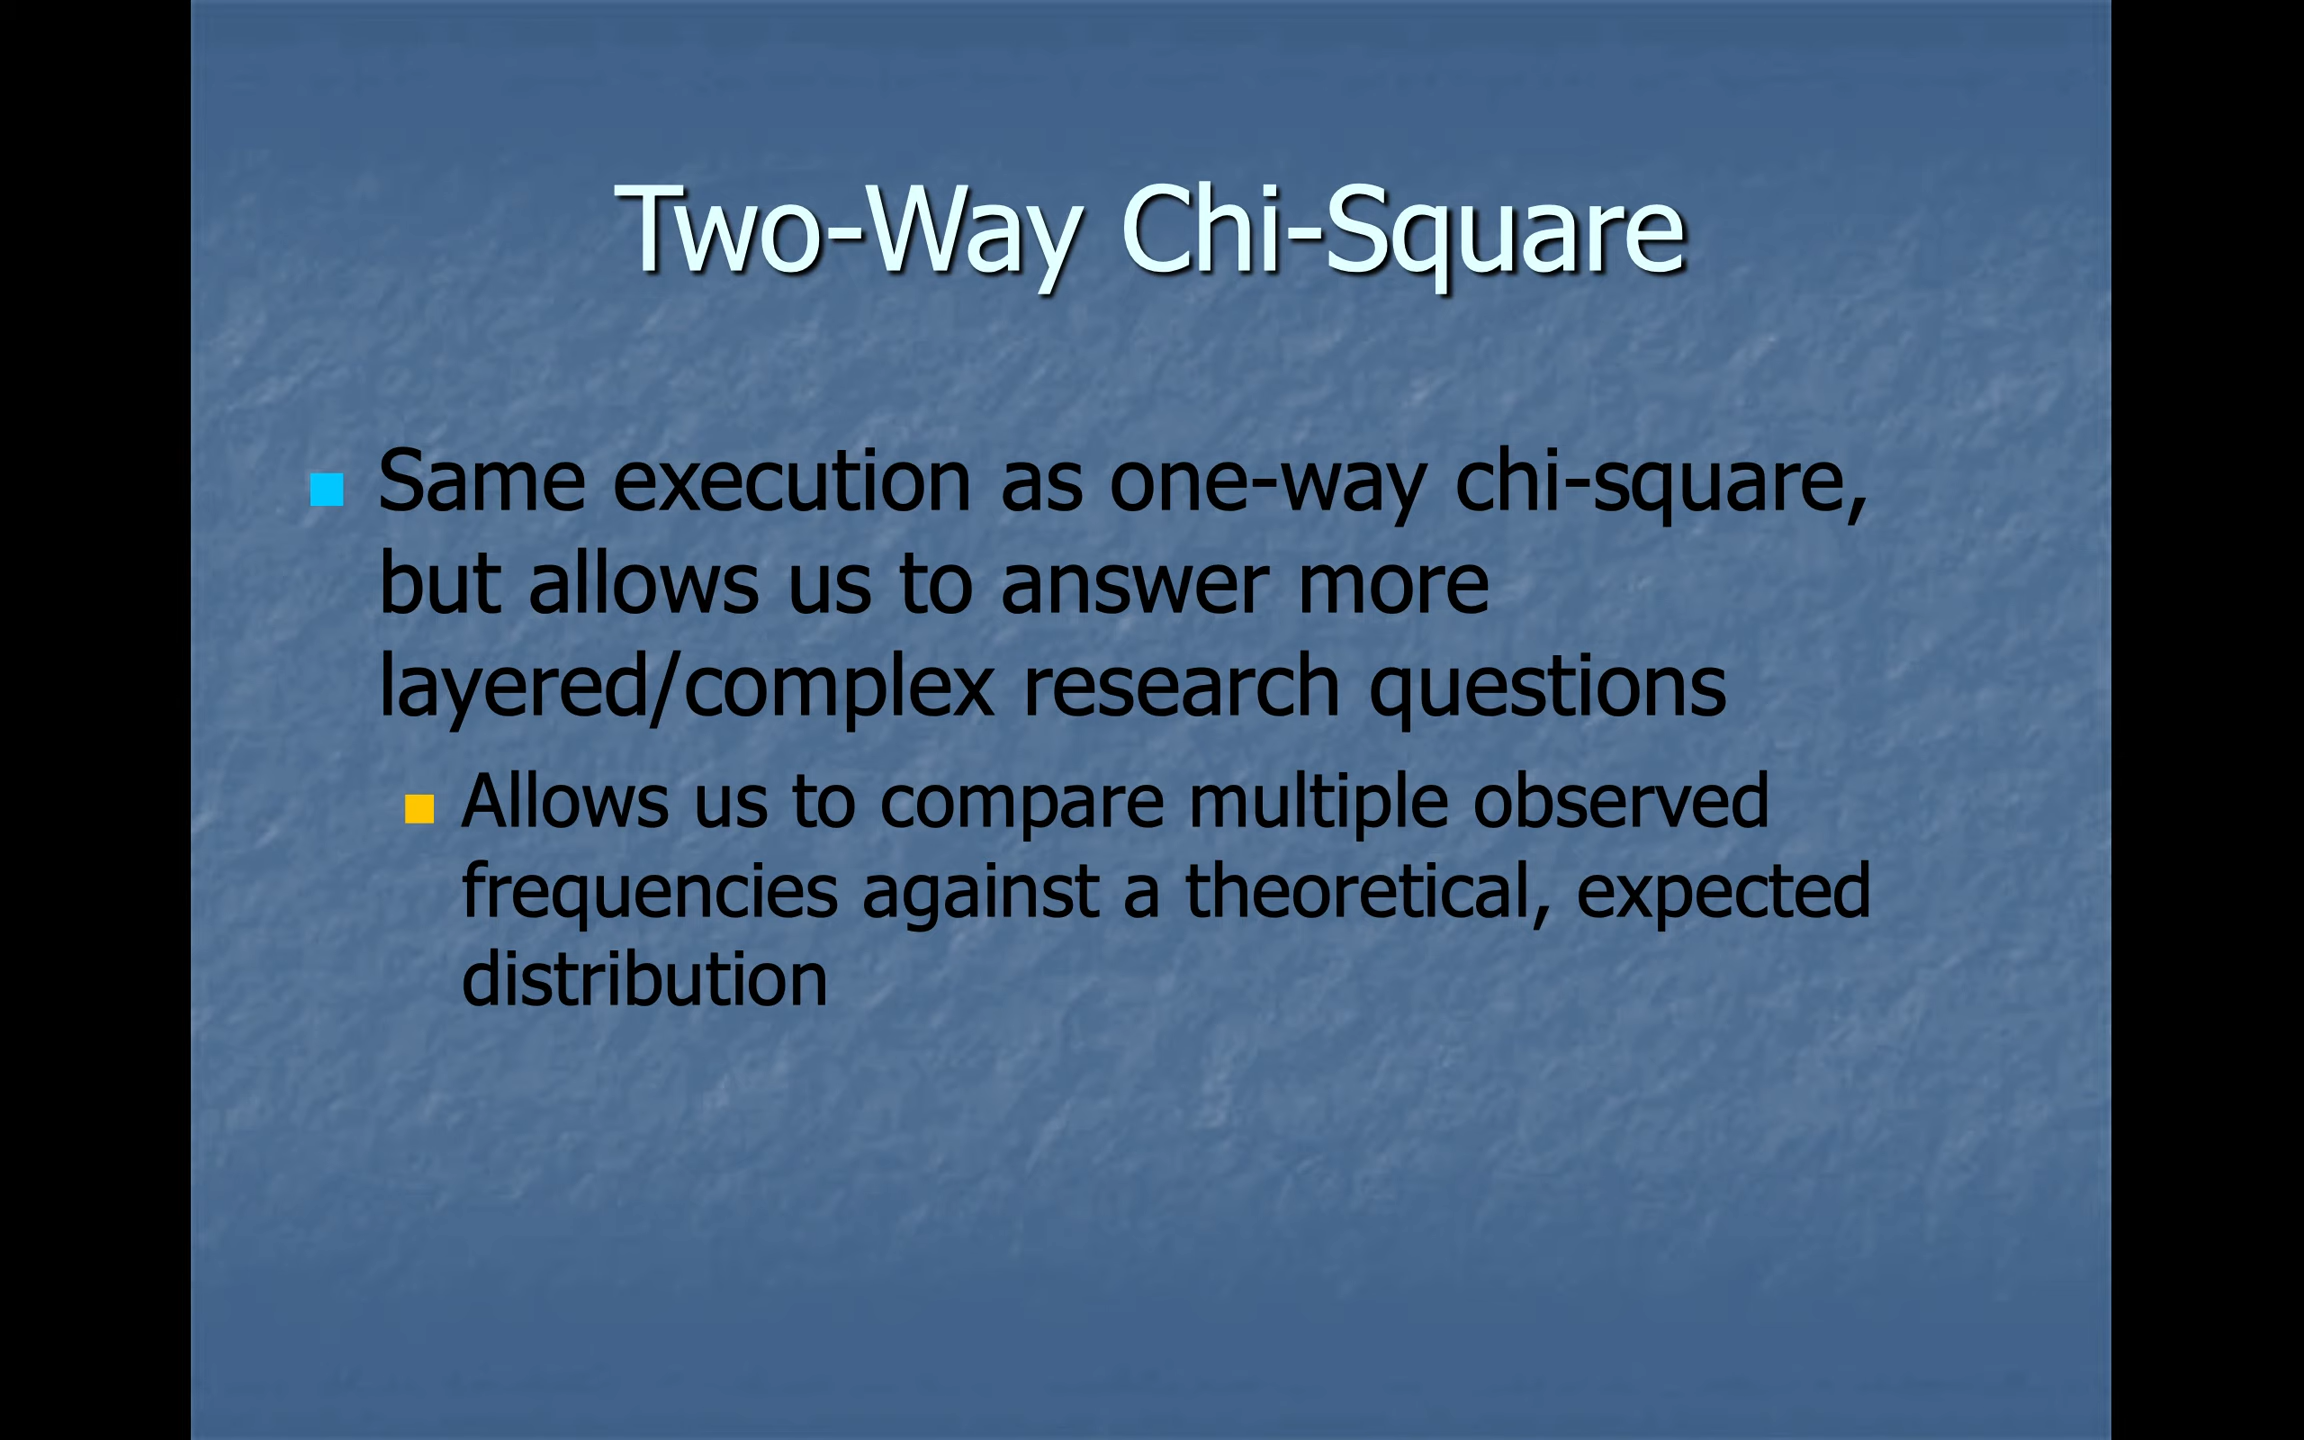 Two-Way Chi-Square
Same execution as one-way chi-square,
but allows us to answer more
layered/complex research questions
Allows us to compare multiple observed
frequencies against a theoretical, expected
distribution